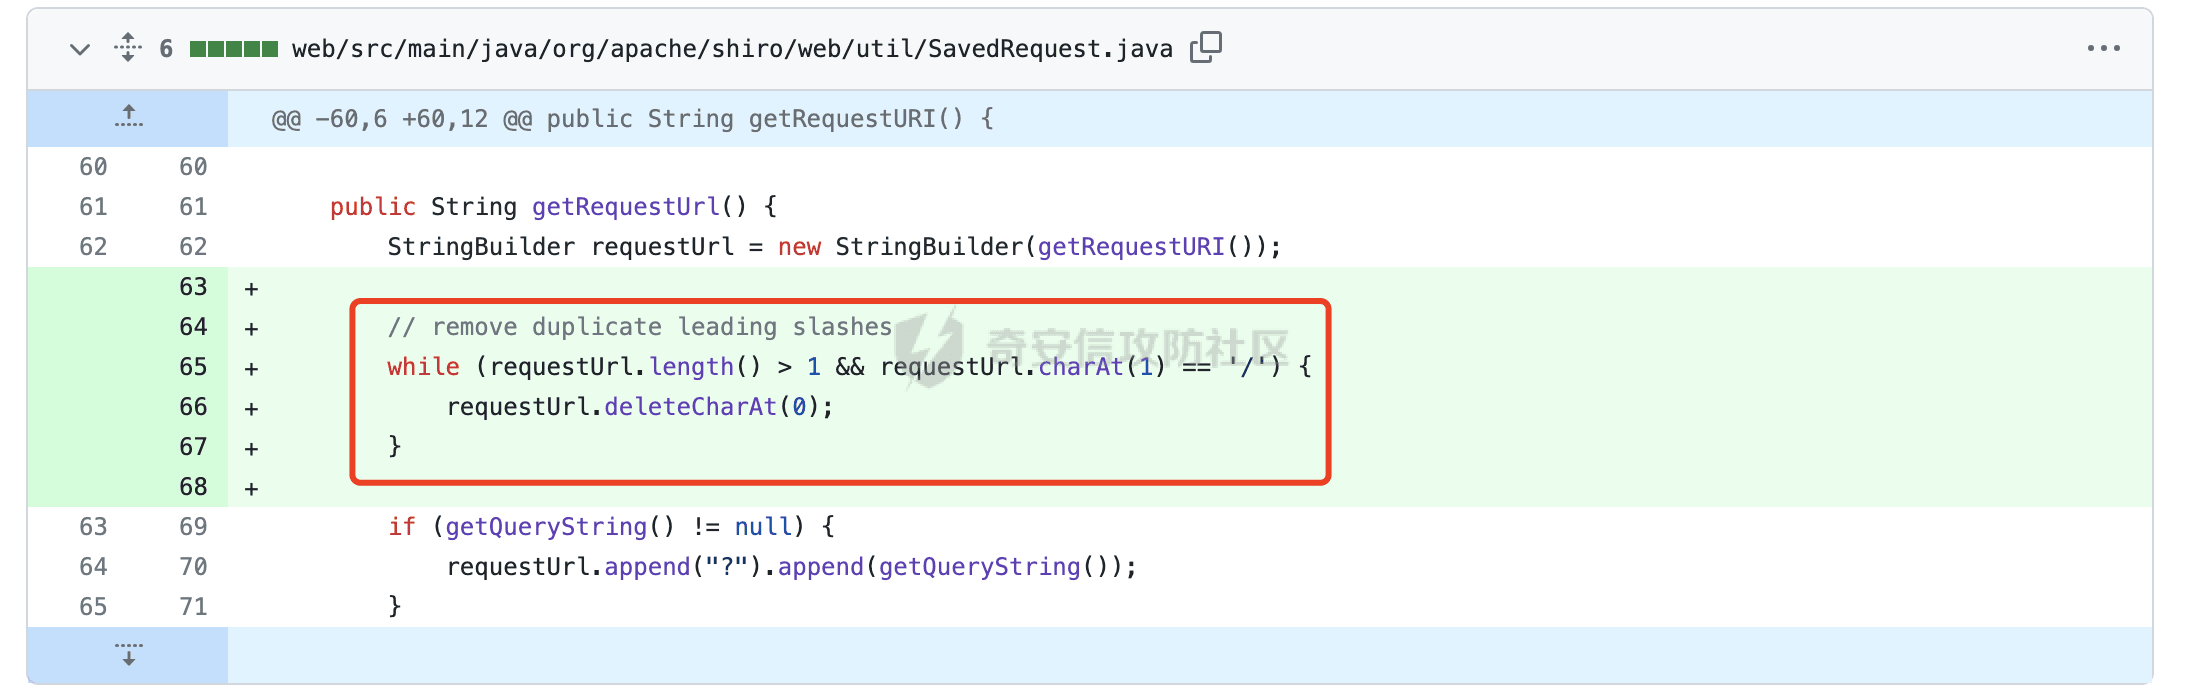 6 web/src/main/java/org/apache/shiro/web/util/SavedRequest.java
@@ -60,6 +60,12 @@ public String getRequestURI() {
60 60
61 61 public String getRequestUrl() {
62 62 StringBuilder requestUrl = new StringBuilder(getRequestURI());
63 +
64 + // remove duplicate leading slashes
65 + while (requestUrl.length() > 1 && requestUrl.charAt(1) == '/') {
66 + requestUrl.deleteCharAt(0);
67 + }
68 +
63 69 if (getQueryString() != null) {
64 70 requestUrl.append("?").append(getQueryString());
65 71 }
奇安信攻防社区